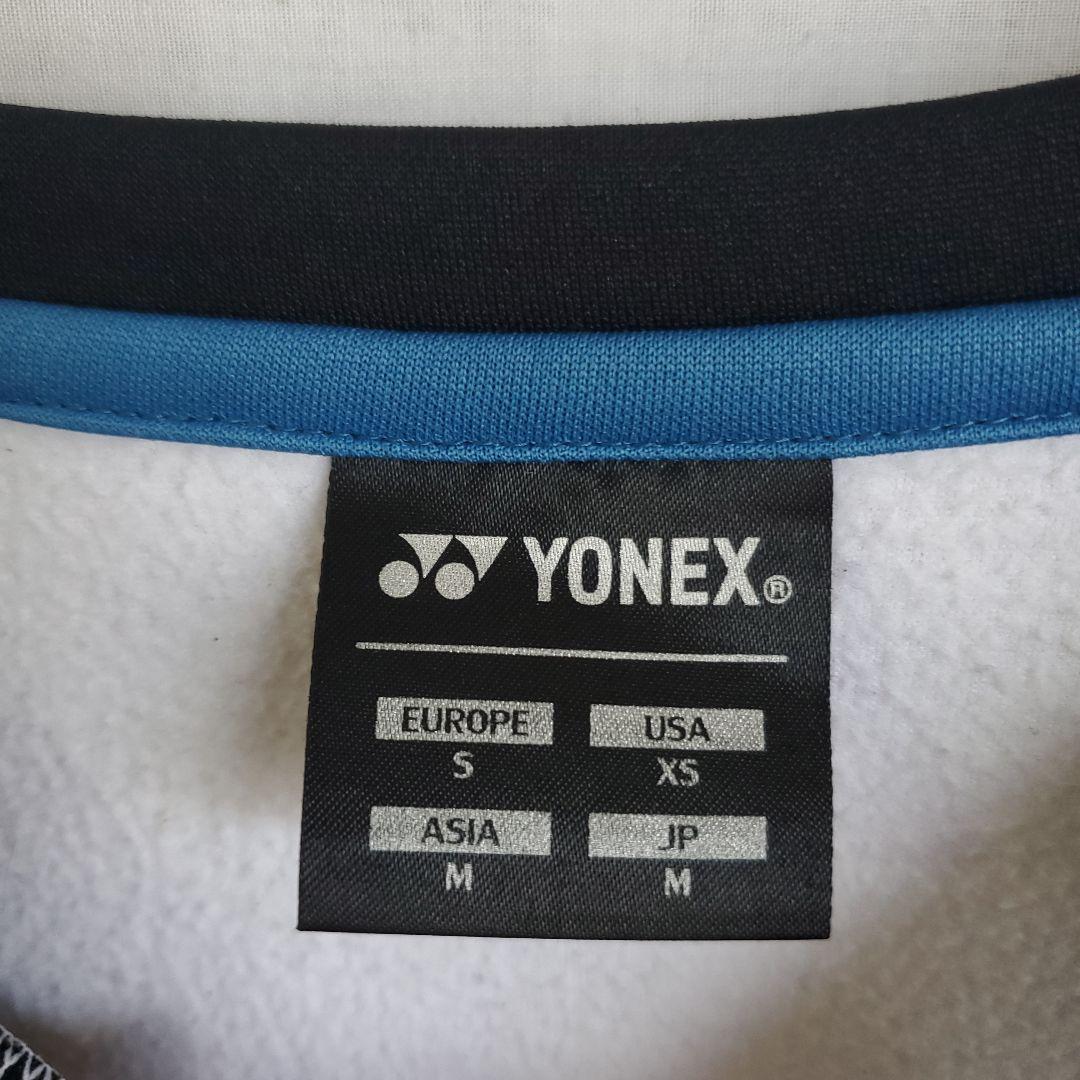 YONEX®
EUROPE USA
S XS
ASIA JP
M M